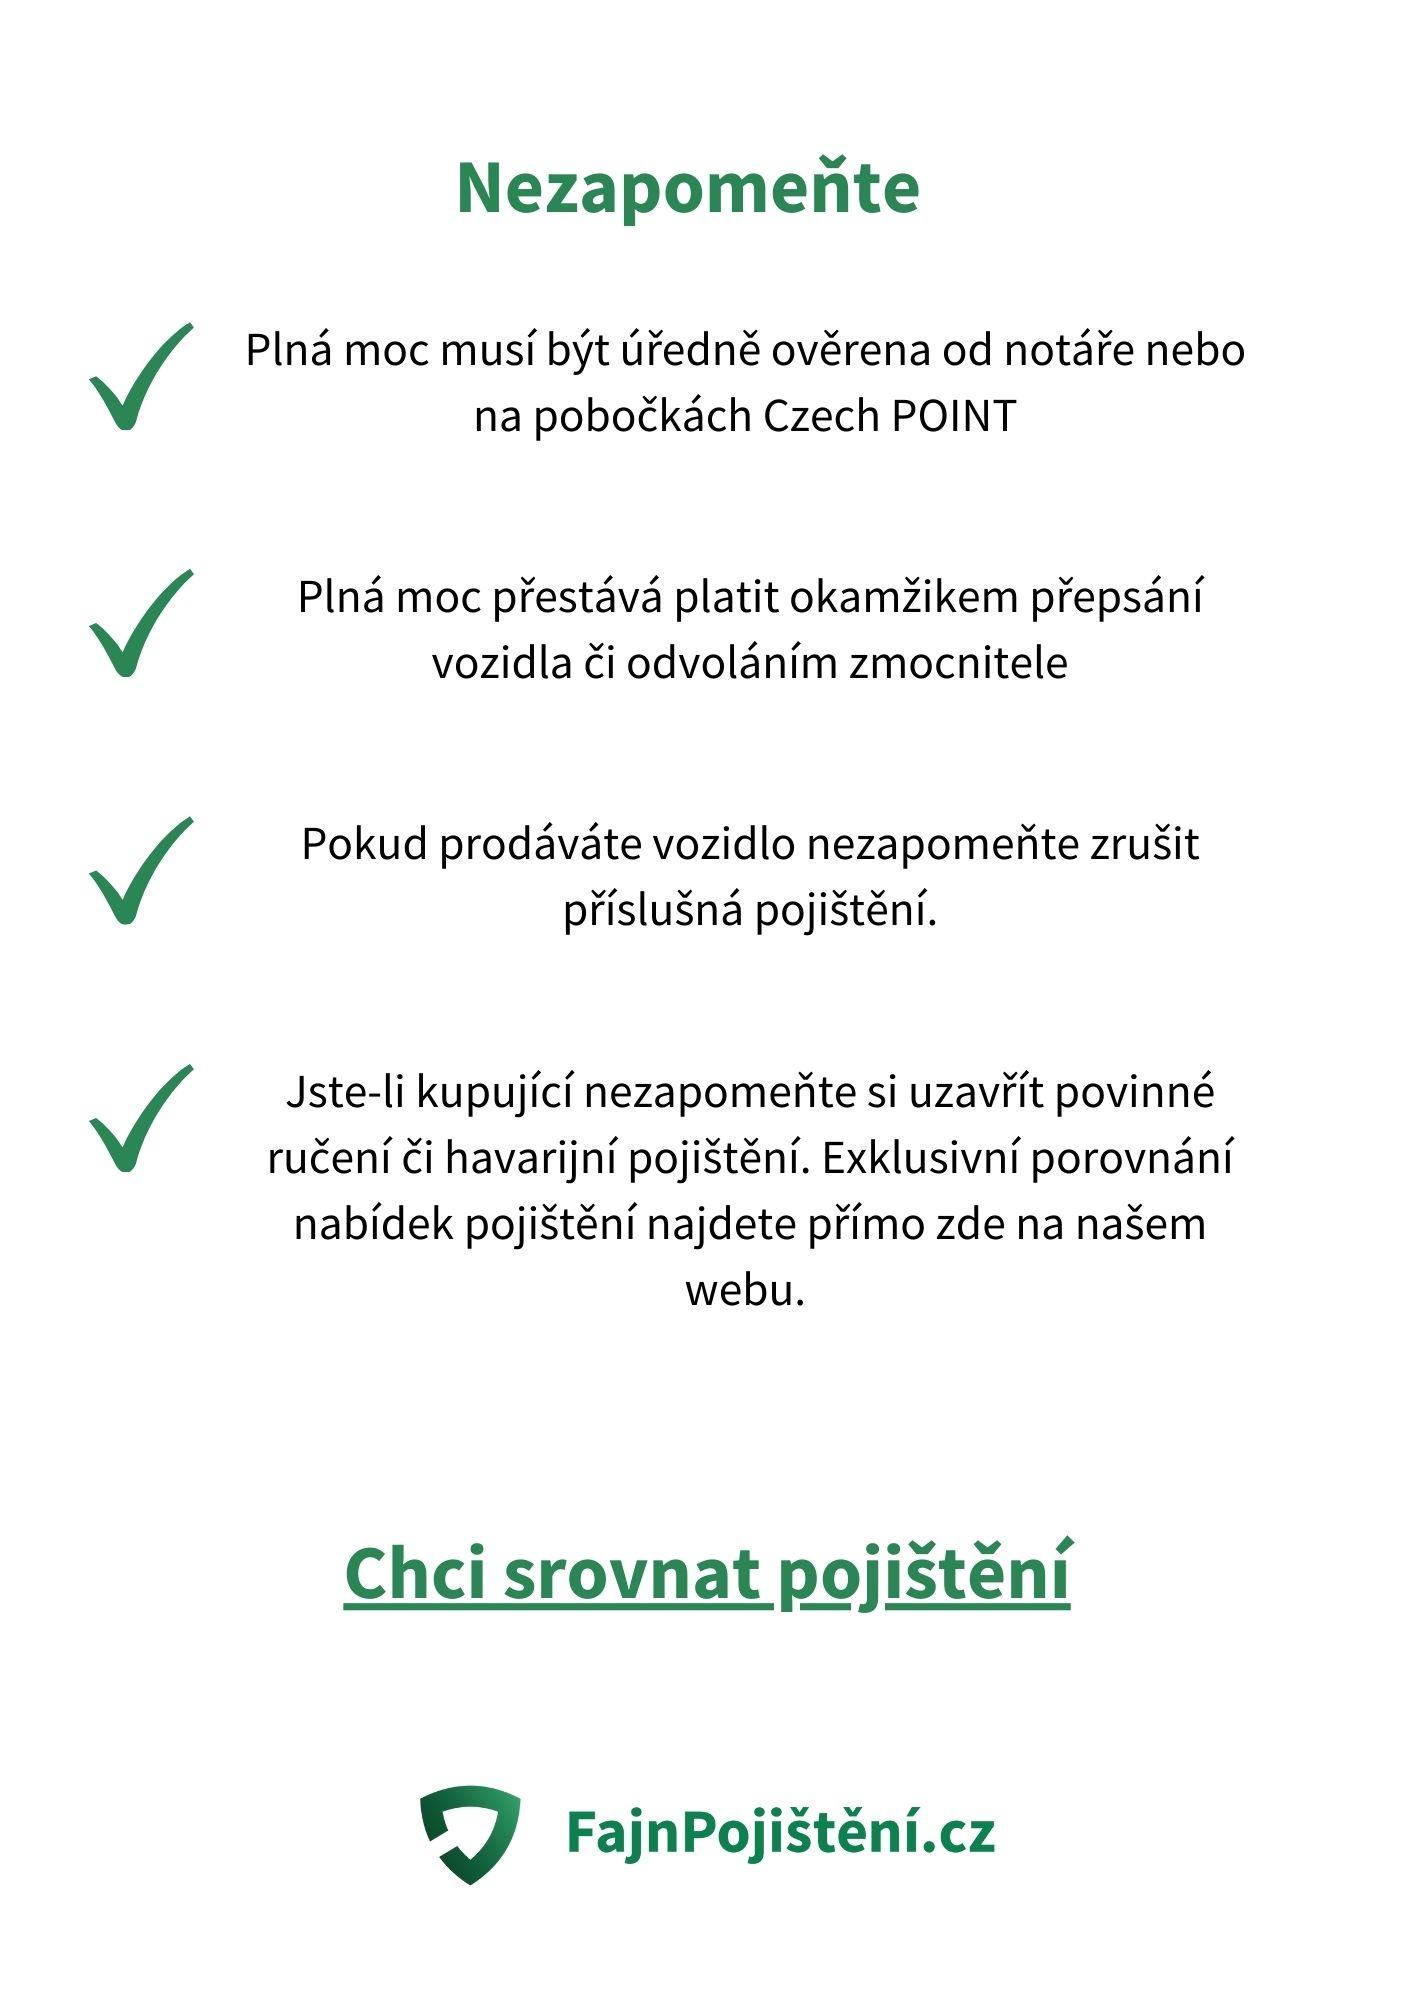 Nezapomeňte
Plná moc musí být úředně ověrena od notáře nebo
na pobočkách Czech POINT
Plná moc přestává platit okamžikem přepsání
vozidla či odvoláním zmocnitele
Pokud prodáváte vozidlo nezapomeňte zrušit
příslušná pojištění.
Jste-li kupující nezapomeňte si uzavřít povinné
ručení či havarijní pojištění. Exklusivní porovnání
nabídek pojištění najdete přímo zde na našem
webu.
Chci srovnat pojištění
FajnPojištění.cz